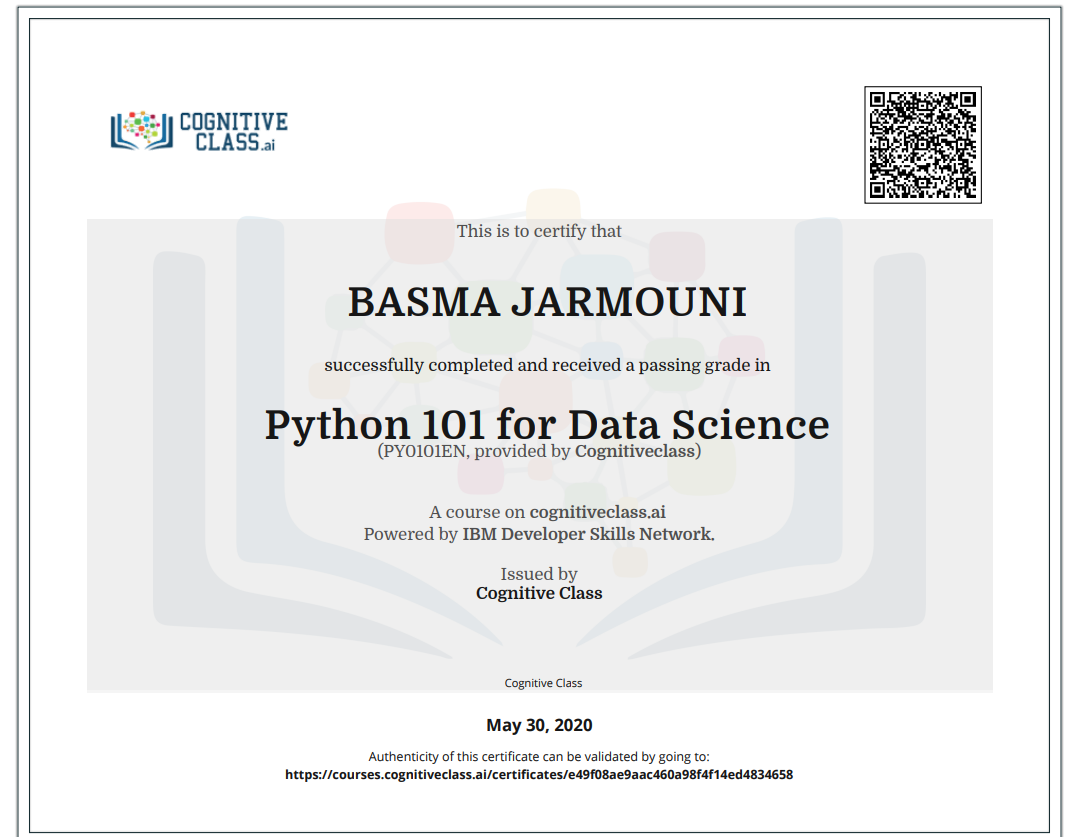 COGNITIVE
CLASS.ai
This is to certify that
BASMA JARMOUNI
successfully completed and received a passing grade in
Python 101 for Data Science
(PY0101EN, provided by Cognitiveclass)
A course on cognitiveclass.ai
Powered by IBM Developer Skills Network.
Issued by
Cognitive Class
Cognitive Class
May 30, 2020
Authenticity of this certificate can be validated by going to:
https://courses.cognitiveclass.ai/certificates/e49f08ae9aac460a98f4f14ed4834658